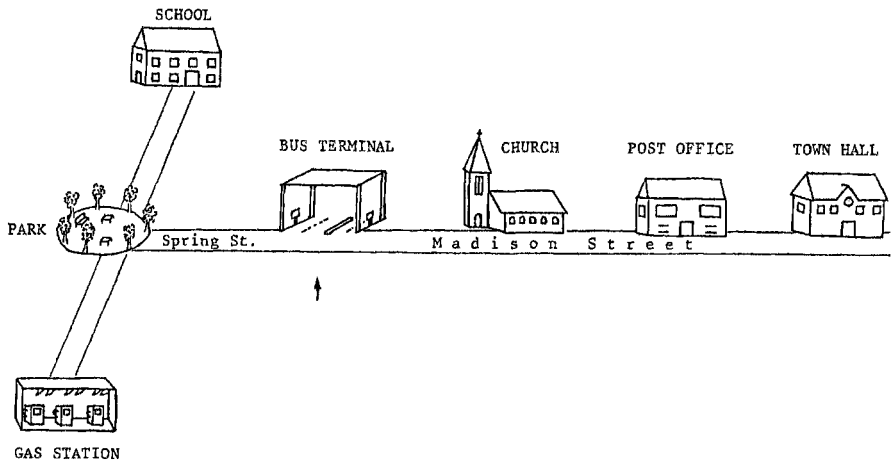 SCHOOL
BUS TERMINAL
CHURCH
POST OFFICE
TOWN HALL
PARK
Spring St.
Madison Street
GAS STATION